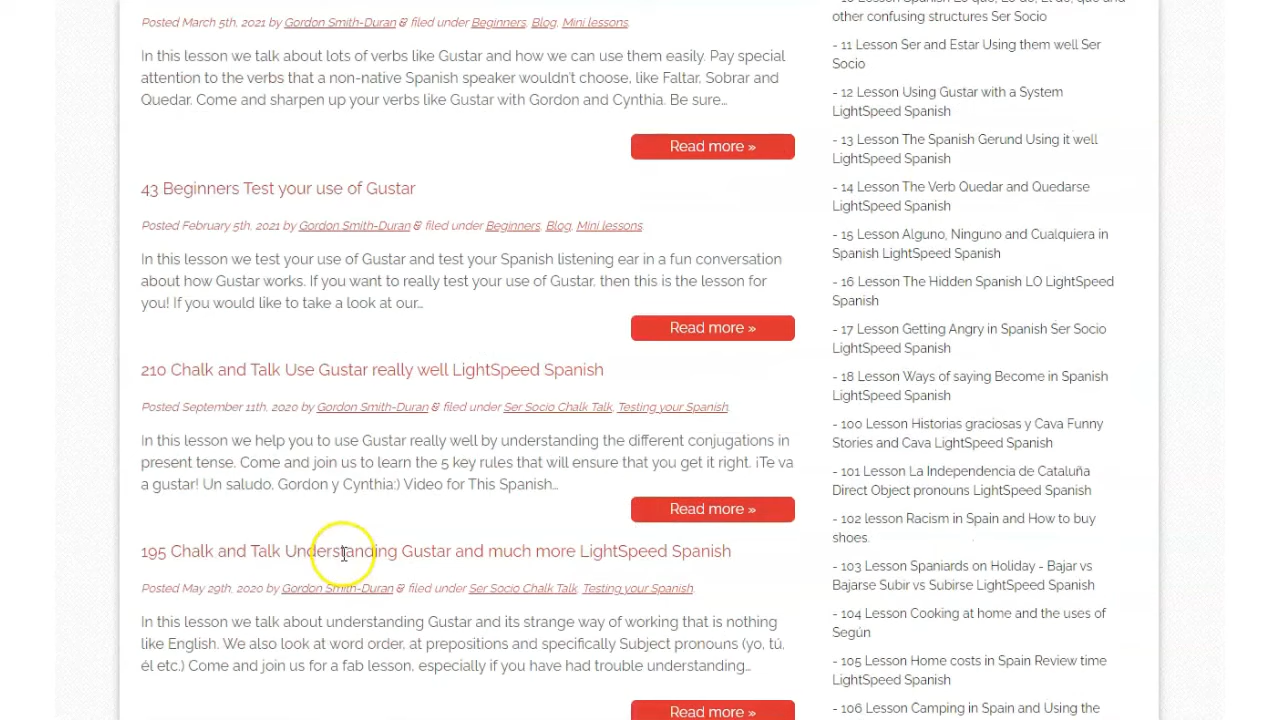 Posted March 5th, 2021 by Gordon Smith-Duran & filed under Beginners, Blog, Mini lessons.
In this lesson we talk about lots of verbs like Gustar and how we can use them easily. Pay special
attention to the verbs that a non-native Spanish speaker wouldn't choose, like Faltar, Sobrar and
Quedar. Come and sharpen up your verbs like Gustar with Gordon and Cynthia. Be sure…
Read more »
43 Beginners Test your use of Gustar
Posted February 5th, 2021 by Gordon Smith-Duran & filed under Beginners, Blog, Mini lessons.
In this lesson we test your use of Gustar and test your Spanish listening ear in a fun conversation
about how Gustar works. If you want to really test your use of Gustar, then this is the lesson for
you! If you would like to take a look at our…
Read more »
210 Chalk and Talk Use Gustar really well LightSpeed Spanish
Posted September 11th, 2020 by Gordon Smith-Duran & filed under Ser Socio Chalk Talk, Testing your Spanish.
In this lesson we help you to use Gustar really well by understanding the different conjugations in
present tense. Come and join us to learn the 5 key rules that will ensure that you get it right. ¡Te va
a gustar! Un saludo, Gordon y Cynthia:) Video for This Spanish…
Read more »
195 Chalk and Talk Understanding Gustar and much more LightSpeed Spanish
Posted May 29th, 2020 by Gordon Smith-Duran & filed under Ser Socio Chalk Talk, Testing your Spanish.
In this lesson we talk about understanding Gustar and its strange way of working that is nothing
like English. We also look at word order, at prepositions and specifically Subject pronouns (yo, tú,
él etc.) Come and join us for a fab lesson, especially if you have had trouble understanding…
Read more »
other confusing structures Ser Socio
- 11 Lesson Ser and Estar Using them well Ser
Socio
- 12 Lesson Using Gustar with a System
LightSpeed Spanish
- 13 Lesson The Spanish Gerund Using it well
LightSpeed Spanish
- 14 Lesson The Verb Quedar and Quedarse
LightSpeed Spanish
- 15 Lesson Alguno, Ninguno and Cualquiera in
Spanish LightSpeed Spanish
- 16 Lesson The Hidden Spanish LO LightSpeed
Spanish
- 17 Lesson Getting Angry in Spanish Ser Socio
LightSpeed Spanish
- 18 Lesson Ways of saying Become in Spanish
LightSpeed Spanish
- 100 Lesson Historias graciosas y Cava Funny
Stories and Cava LightSpeed Spanish
- 101 Lesson La Independencia de Cataluña
Direct Object pronouns LightSpeed Spanish
- 102 lesson Racism in Spain and How to buy
shoes.
- 103 Lesson Spaniards on Holiday - Bajar vs
Bajarse Subir vs Subirse LightSpeed Spanish
- 104 Lesson Cooking at home and the uses of
Según
- 105 Lesson Home costs in Spain Review time
LightSpeed Spanish
- 106 Lesson Camping in Spain and Using the